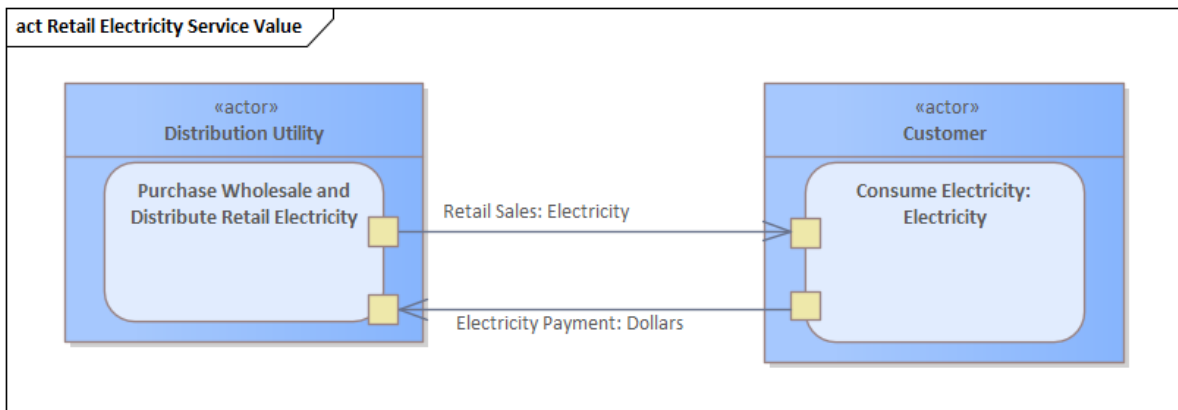 act Retail Electricity Service Value
«actor»
Distribution Utility
Purchase Wholesale and
Distribute Retail Electricity
Retail Sales: Electricity
Electricity Payment: Dollars
«actor»
Customer
Consume Electricity:
Electricity